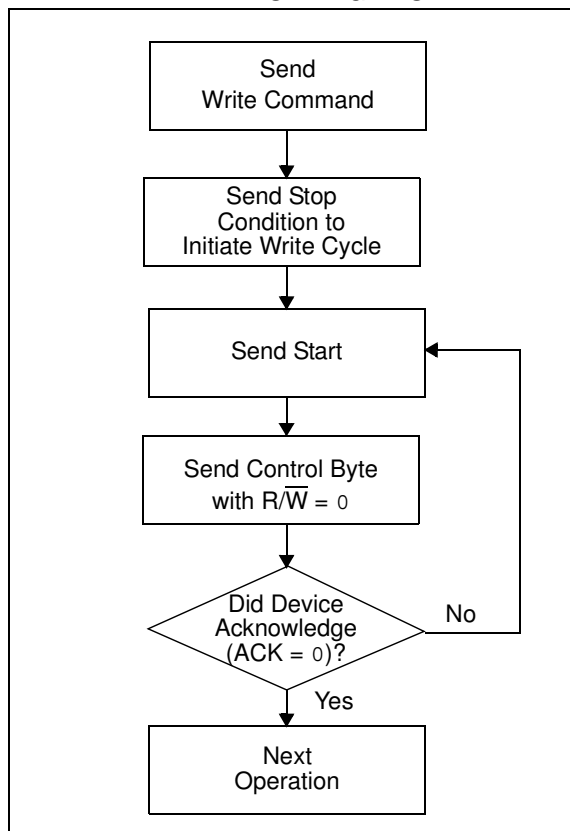 Send
Write Command
Send Stop
Condition to
Initiate Write Cycle
Send Start
Send Control Byte
with R/W̅ = 0
Did Device
Acknowledge
(ACK = 0)?
No
Yes
Next
Operation